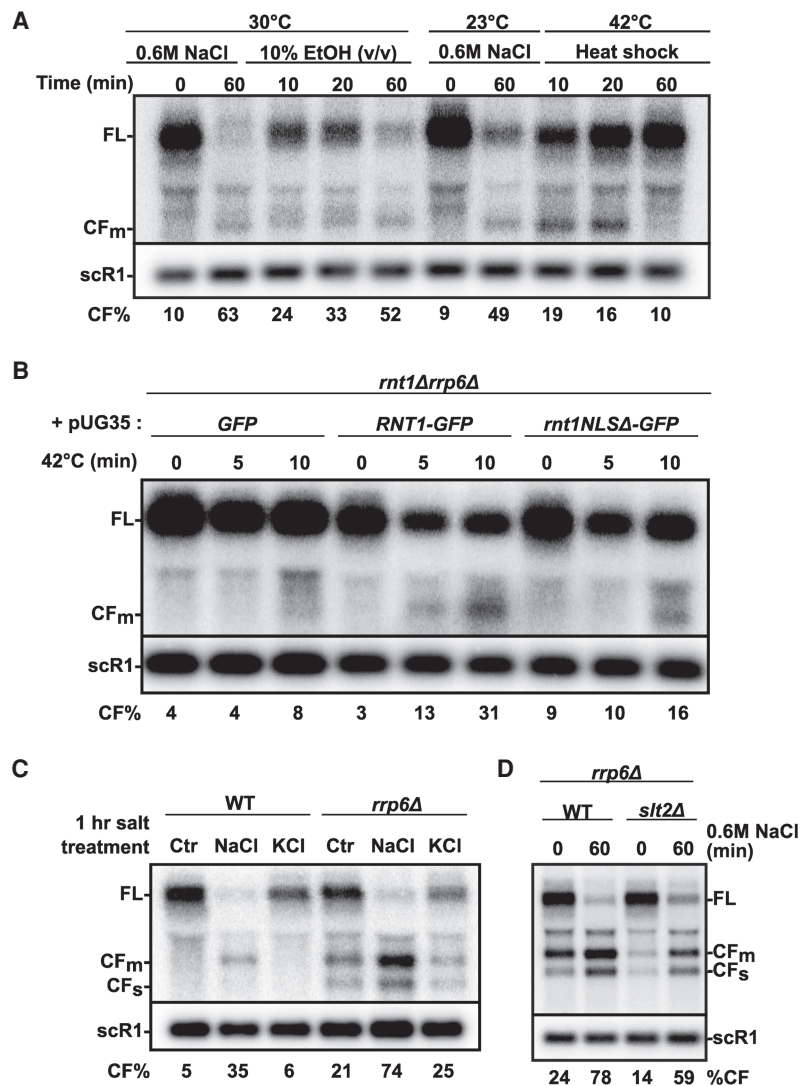 A
30°C 23°C 42°C
0.6M NaCl 10% EtOH (v/v) 0.6M NaCl Heat shock
Time (min) 0 60 10 20 60 0 60 10 20 60
FL-
CFm-
scR1-
CF% 10 63 24 33 52 9 49 19 16 10
B
rnt1Δrrp6Δ
+ pUG35 : GFP RNT1-GFP rnt1NLSΔ-GFP
42°C (min) 0 5 10 0 5 10 0 5 10
FL-
CFm-
scR1-
CF% 4 4 8 3 13 31 9 10 16
C
WT rrp6Δ
1 hr salt
treatment Ctr NaCl KCl Ctr NaCl KCl
FL-
CFm-
CFs-
scR1-
CF% 5 35 6 21 74 25
D
rrp6Δ
WT slt2Δ
0.6M NaCl
0 60 0 60 (min)
-FL
-CFm
-CFs
-scR1
24 78 14 59 %CF